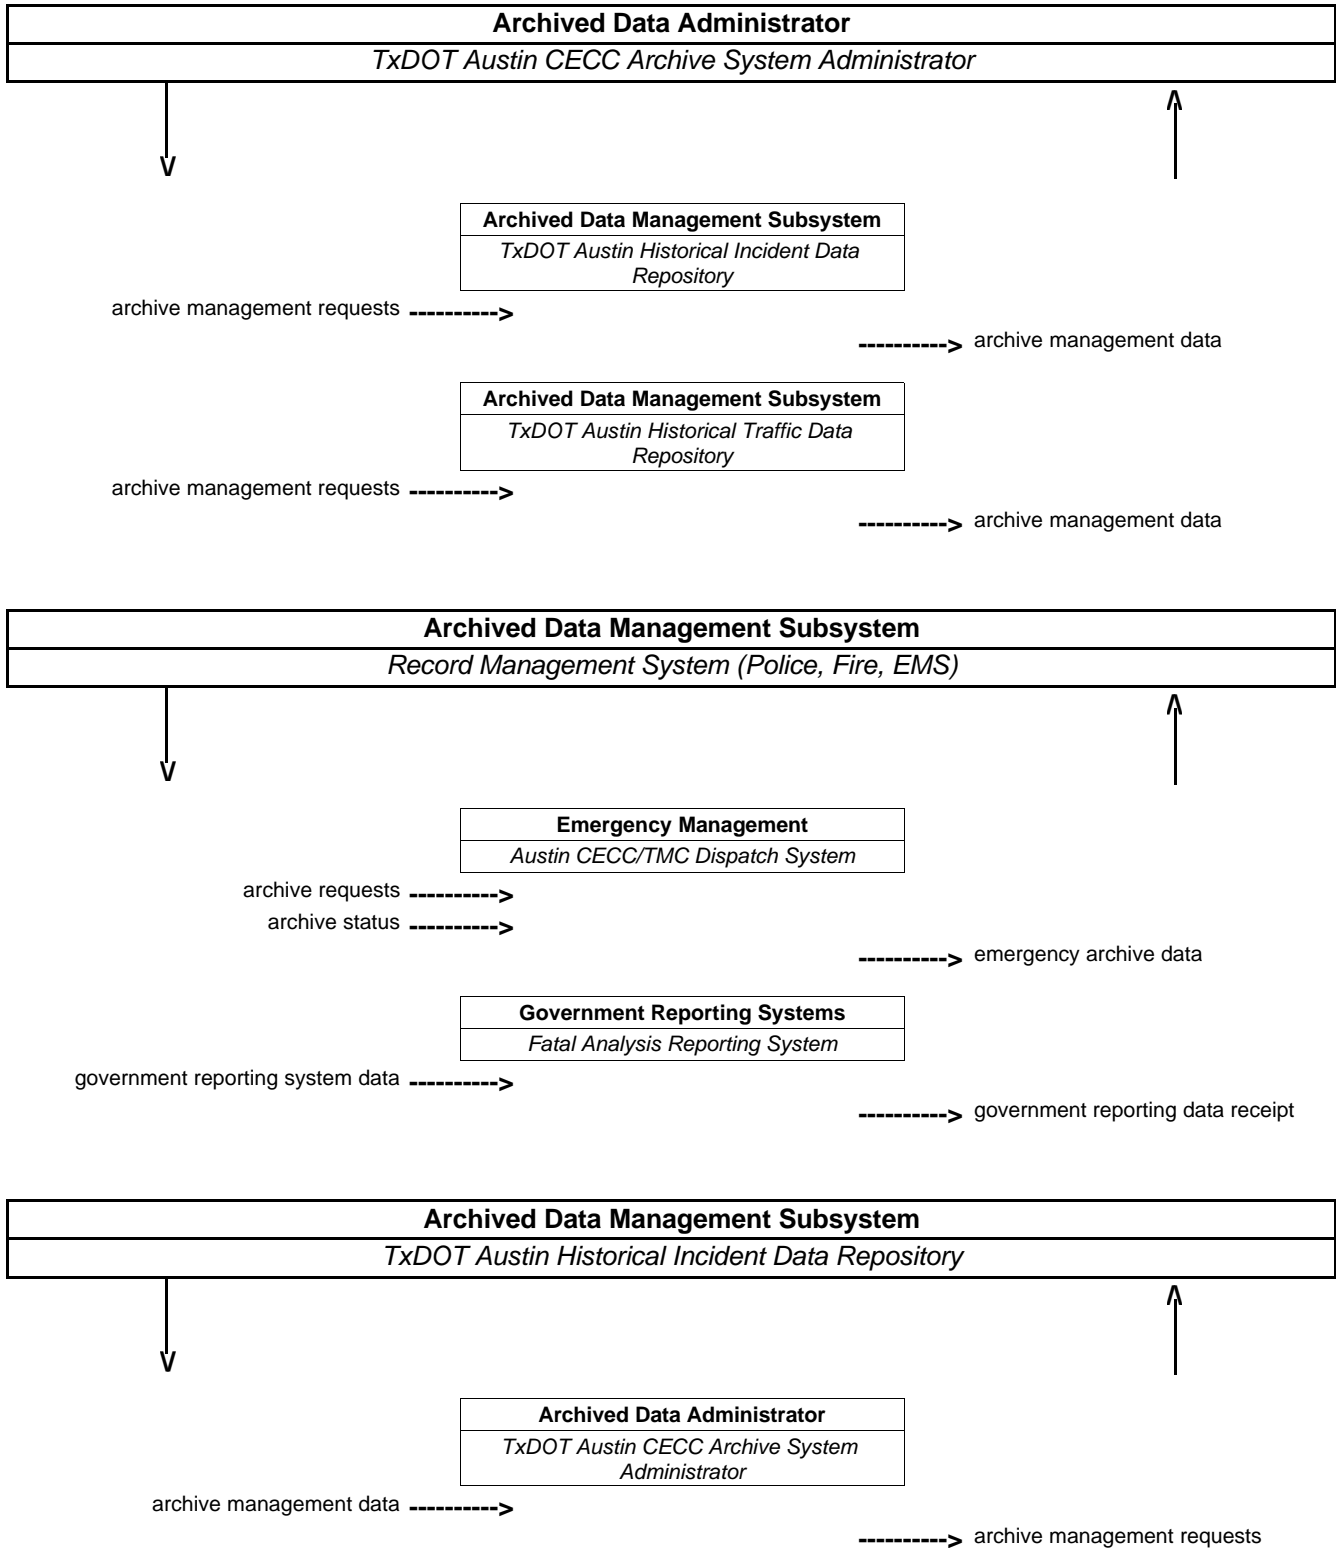 Archived Data Administrator
TxDOT Austin CECC Archive System Administrator
Archived Data Management Subsystem
TxDOT Austin Historical Incident Data
Repository
archive management requests
archive management data
Archived Data Management Subsystem
TxDOT Austin Historical Traffic Data
Repository
archive management requests
archive management data
Archived Data Management Subsystem
Record Management System (Police, Fire, EMS)
Emergency Management
Austin CECC/TMC Dispatch System
archive requests
archive status
emergency archive data
Government Reporting Systems
Fatal Analysis Reporting System
government reporting system data
government reporting data receipt
Archived Data Management Subsystem
TxDOT Austin Historical Incident Data Repository
Archived Data Administrator
TxDOT Austin CECC Archive System
Administrator
archive management data
archive management requests